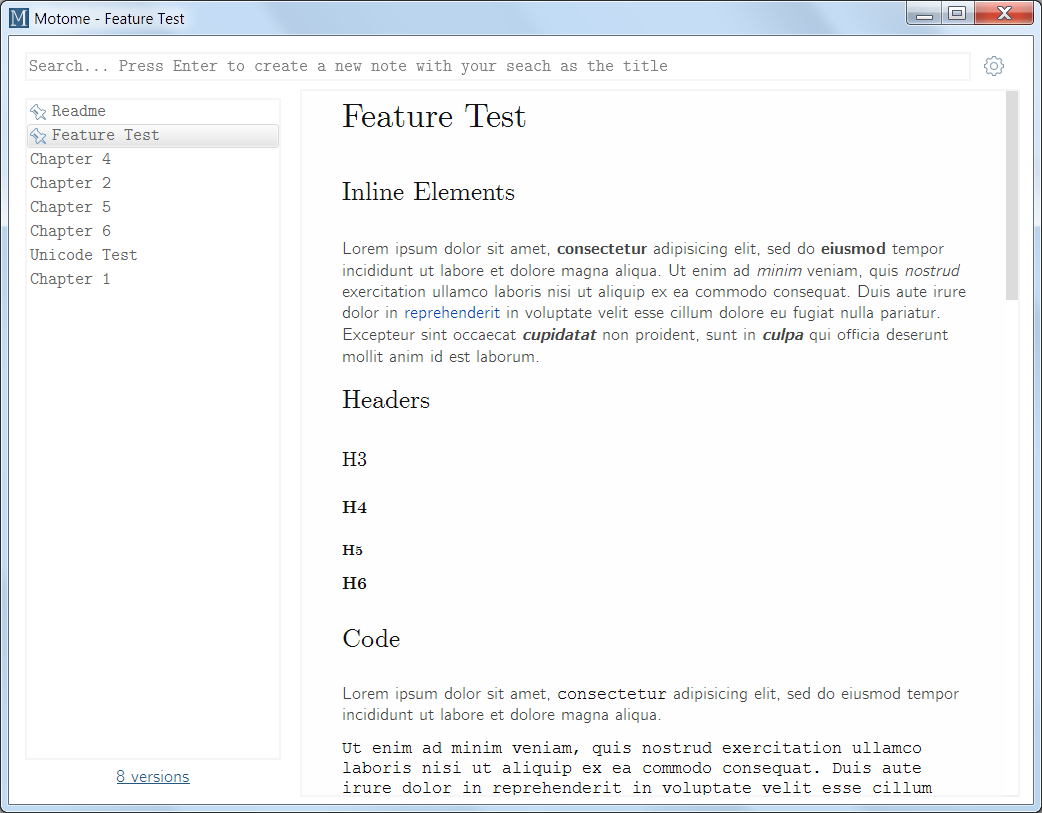 Motome - Feature Test
Search... Press Enter to create a new note with your seach as the title
Readme
Feature Test
Chapter 4
Chapter 2
Chapter 5
Chapter 6
Unicode Test
Chapter 1
8 versions
Feature Test
Inline Elements
Lorem ipsum dolor sit amet, consectetur adipisicing elit, sed do eiusmod tempor
incididunt ut labore et dolore magna aliqua. Ut enim ad minim veniam, quis nostrud
exercitation ullamco laboris nisi ut aliquip ex ea commodo consequat. Duis aute irure
dolor in reprehenderit in voluptate velit esse cillum dolore eu fugiat nulla pariatur.
Excepteur sint occaecat cupidatat non proident, sunt in culpa qui officia deserunt
mollit anim id est laborum.
Headers
H3
H4
H5
H6
Code
Lorem ipsum dolor sit amet, consectetur adipisicing elit, sed do eiusmod tempor
incididunt ut labore et dolore magna aliqua.
Ut enim ad minim veniam, quis nostrud exercitation ullamco
laboris nisi ut aliquip ex ea commodo consequat. Duis aute
irure dolor in reprehenderit in voluptate velit esse cillum